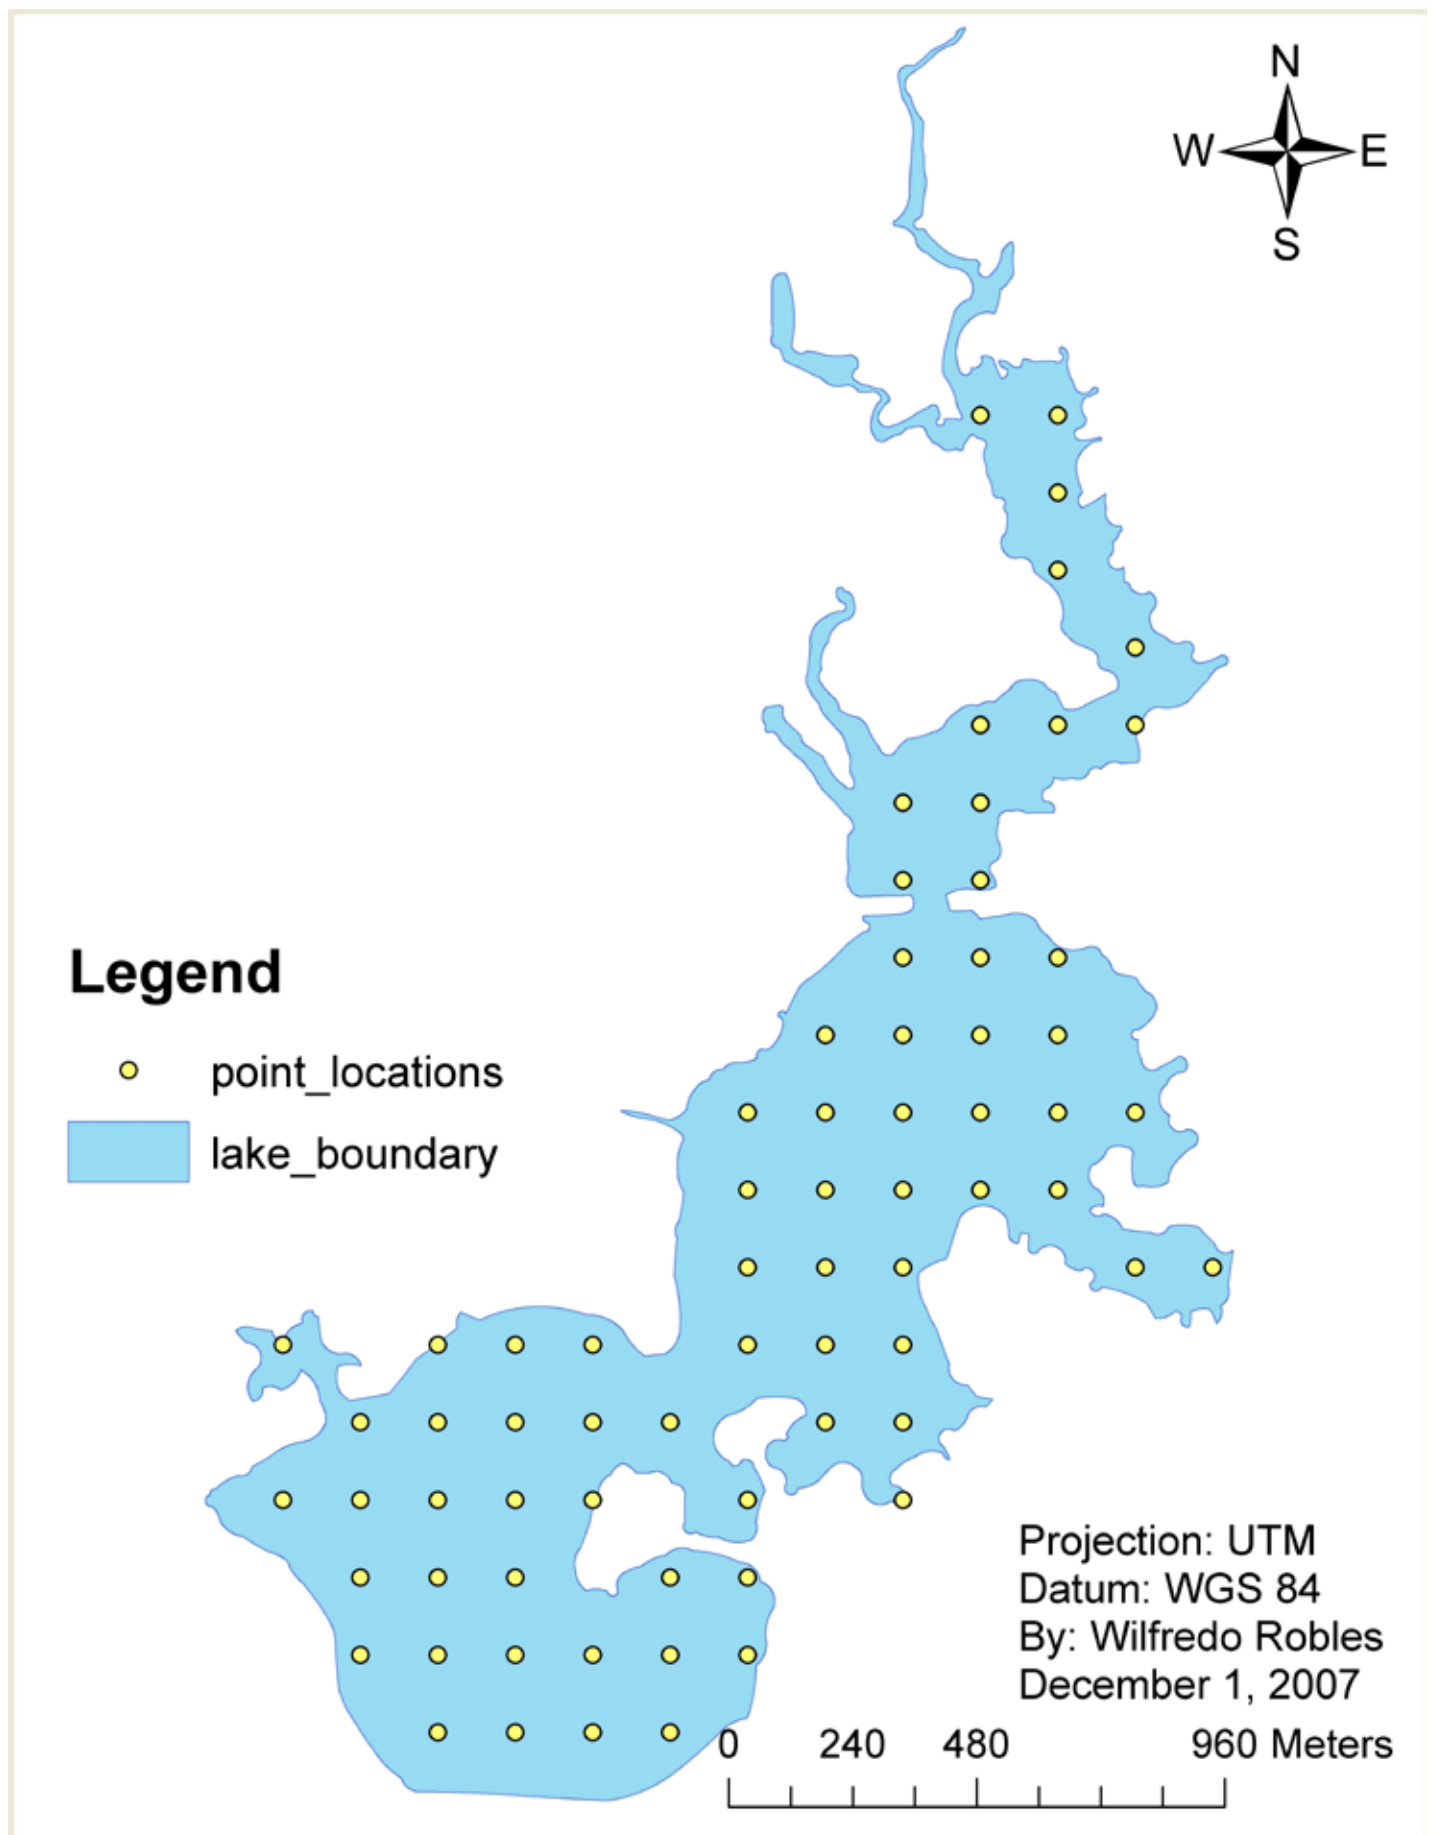 N
W E
S
Legend
point_locations
lake_boundary
Projection: UTM
Datum: WGS 84
By: Wilfredo Robles
December 1, 2007
0 240 480 960 Meters